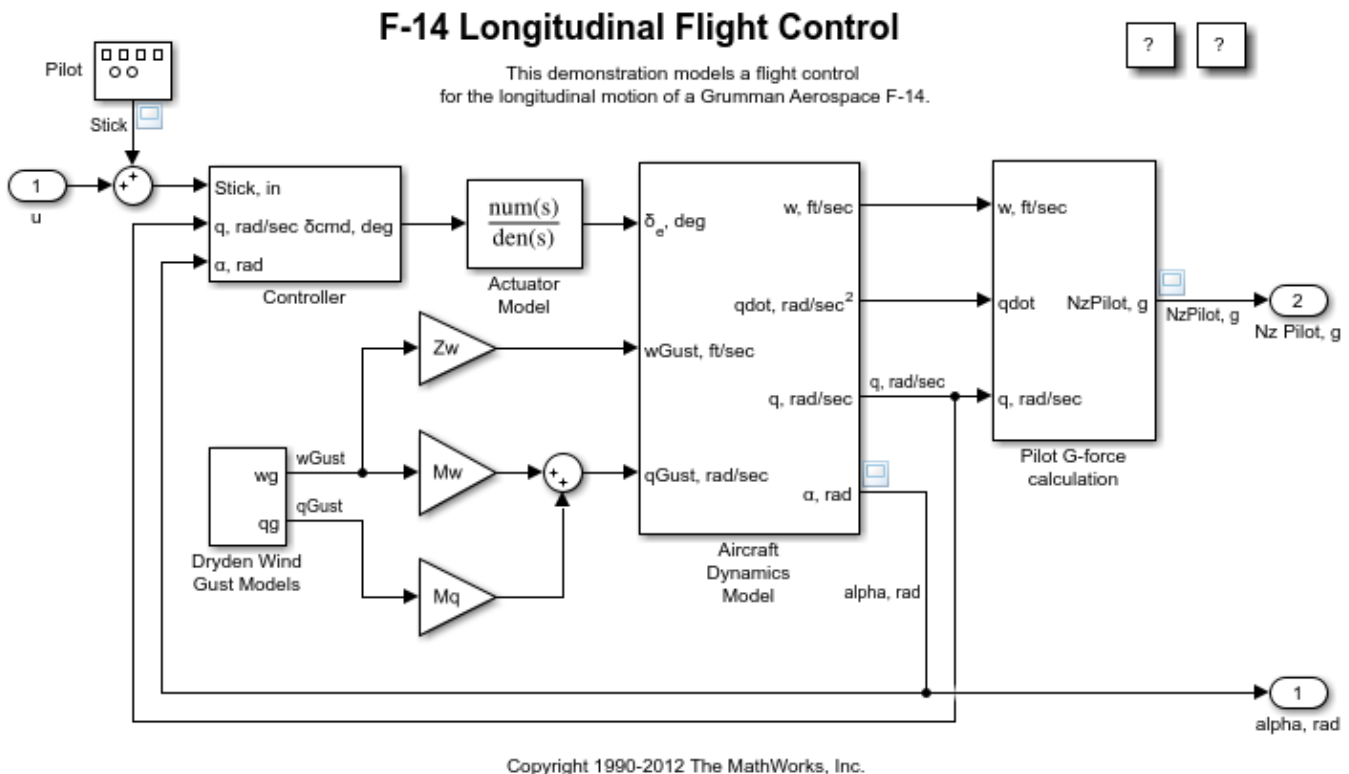 F-14 Longitudinal Flight Control
? ?
This demonstration models a flight control
for the longitudinal motion of a Grumman Aerospace F-14.
Pilot
Stick
1
u
Stick, in
q, rad/sec δcmd, deg
α, rad
Controller
num(s)
den(s)
Actuator
Model
δe, deg
wGust, ft/sec
qGust, rad/sec
w, ft/sec
qdot, rad/sec²
q, rad/sec
α, rad
Aircraft
Dynamics
Model
w, ft/sec
qdot
q, rad/sec
NzPilot, g
Pilot G-force
calculation
NzPilot, g
2
Nz Pilot, g
q, rad/sec
Zw
Mw
Mq
wg
qg
wGust
qGust
Dryden Wind
Gust Models
alpha, rad
1
alpha, rad
Copyright 1990-2012 The MathWorks, Inc.